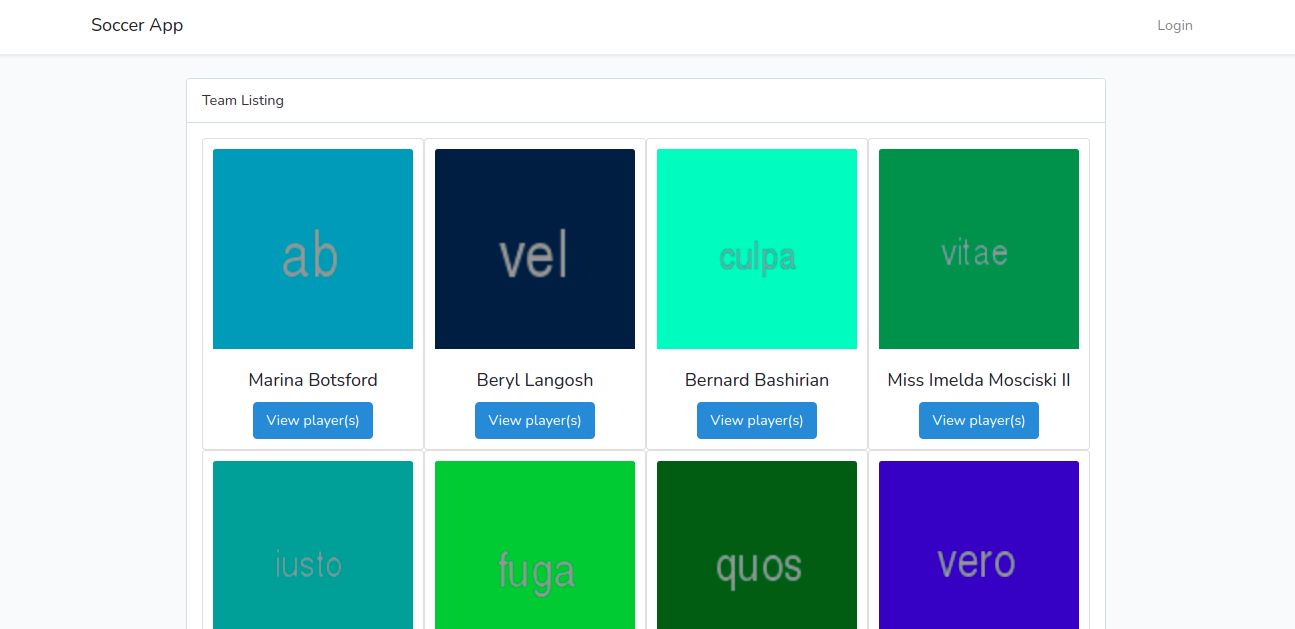 Soccer App Login
Team Listing
ab vel culpa vitae
Marina Botsford Beryl Langosh Bernard Bashirian Miss Imelda Mosciski II
View player(s) View player(s) View player(s) View player(s)
iusto fuga quos vero